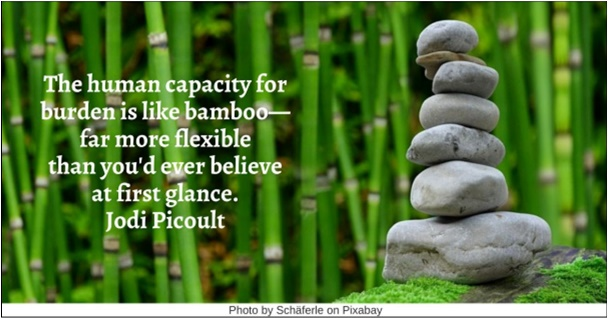 The human capacity for
burden is like bamboo—
far more flexible
than you'd ever believe
at first glance.
Jodi Picoult
Photo by Schäferle on Pixabay